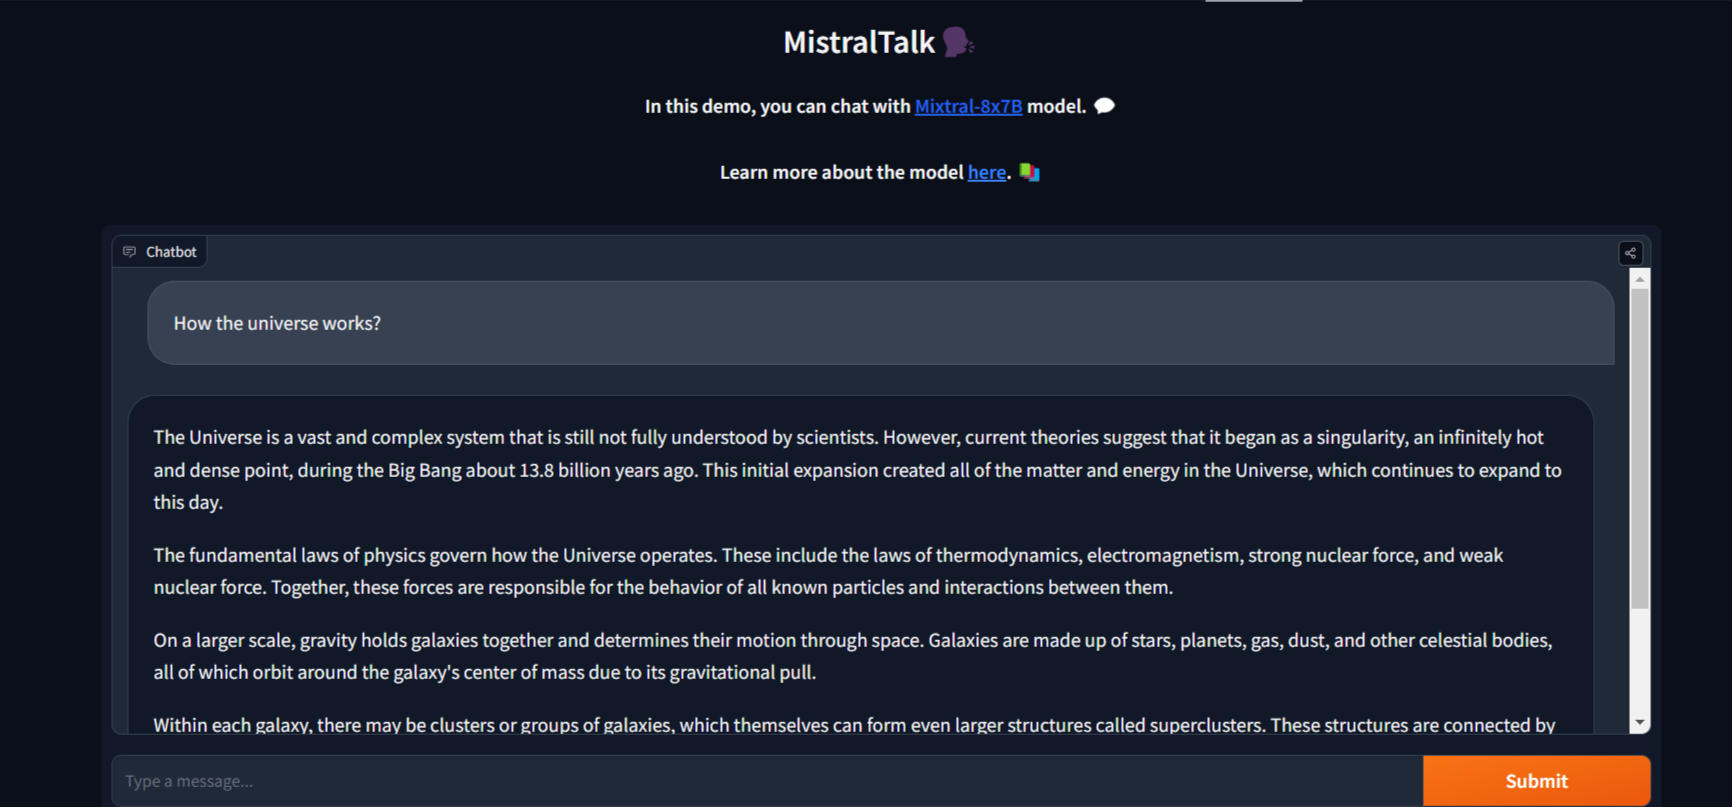 MistralTalk
In this demo, you can chat with Mixtral-8x7B model.
Learn more about the model here.
Chatbot
How the universe works?
The Universe is a vast and complex system that is still not fully understood by scientists. However, current theories suggest that it began as a singularity, an infinitely hot
and dense point, during the Big Bang about 13.8 billion years ago. This initial expansion created all of the matter and energy in the Universe, which continues to expand to
this day.
The fundamental laws of physics govern how the Universe operates. These include the laws of thermodynamics, electromagnetism, strong nuclear force, and weak
nuclear force. Together, these forces are responsible for the behavior of all known particles and interactions between them.
On a larger scale, gravity holds galaxies together and determines their motion through space. Galaxies are made up of stars, planets, gas, dust, and other celestial bodies,
all of which orbit around the galaxy's center of mass due to its gravitational pull.
Within each galaxy, there may be clusters or groups of galaxies, which themselves can form even larger structures called superclusters. These structures are connected by
Type a message...
Submit